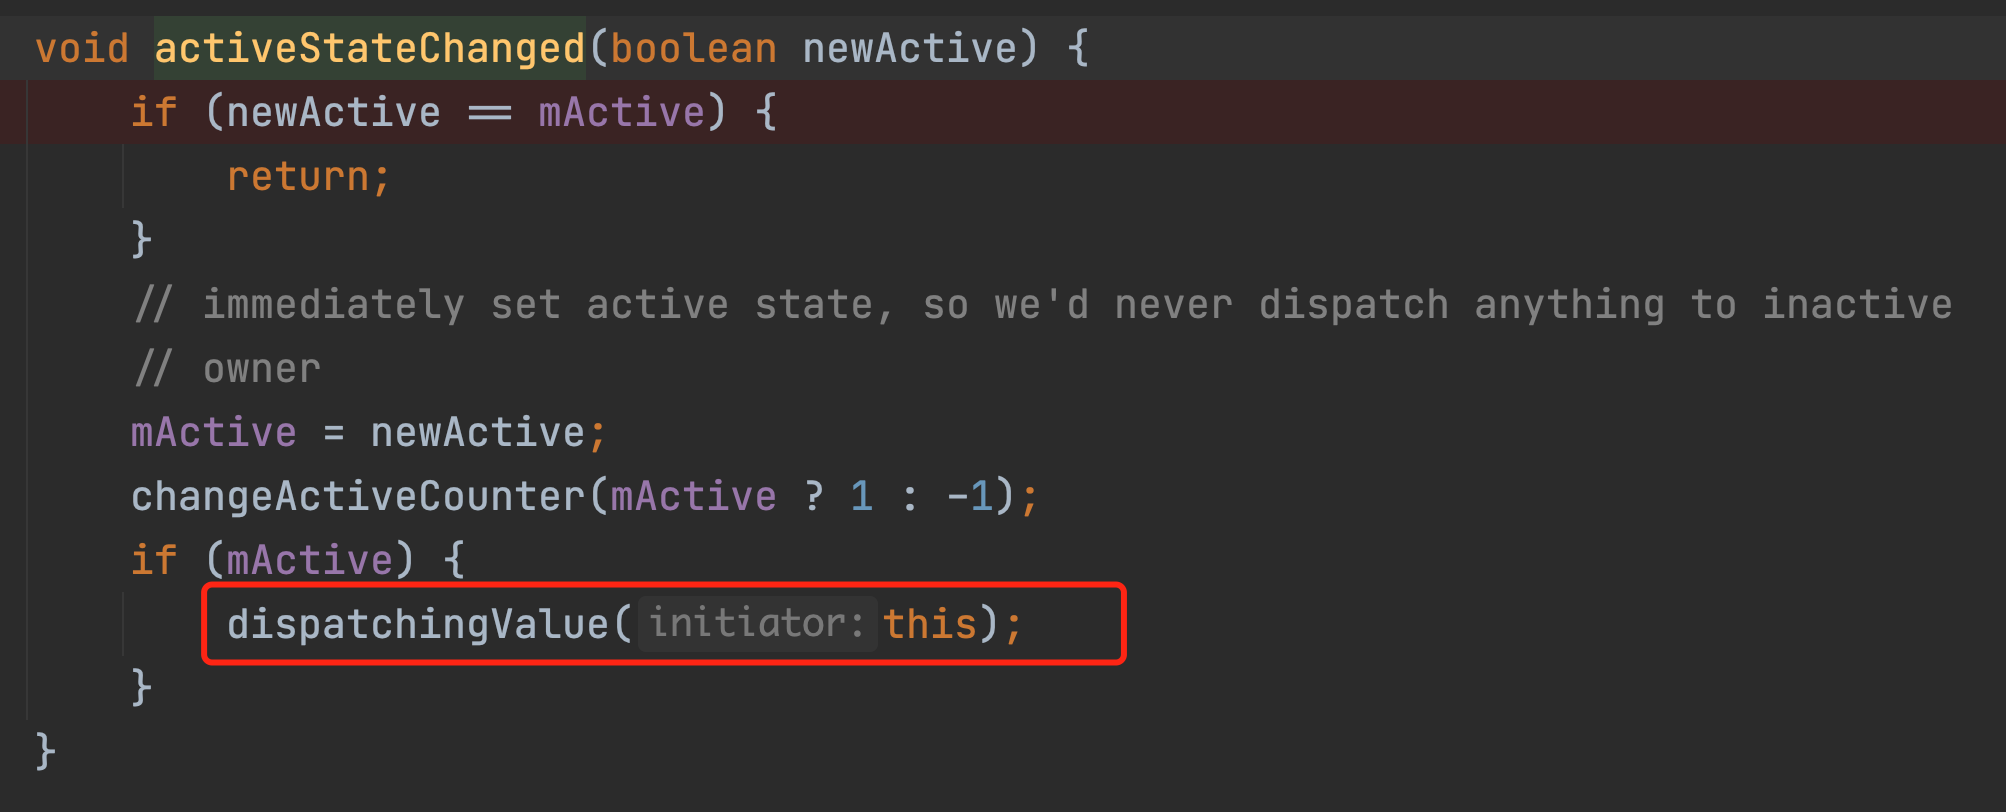 void activeStateChanged(boolean newActive) {
if (newActive == mActive) {
return;
}
// immediately set active state, so we'd never dispatch anything to inactive
// owner
mActive = newActive;
changeActiveCounter(mActive ? 1 : -1);
if (mActive) {
dispatchingValue( initiator: this);
}
}